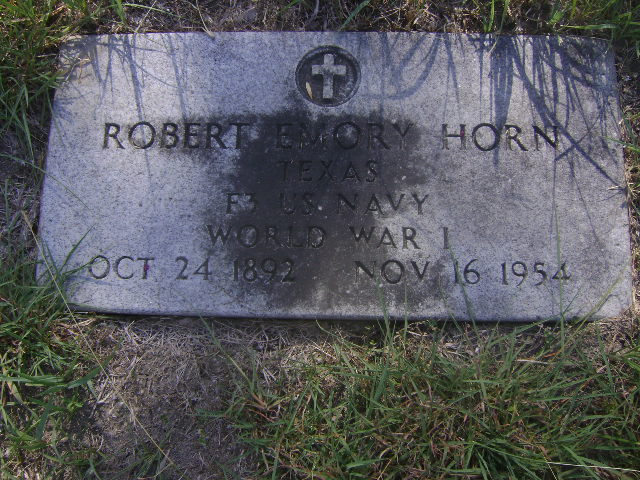 ROBERT EMORY HORN
TEXAS
F3 US NAVY
WORLD WAR I
OCT 24 1892 NOV 16 1954